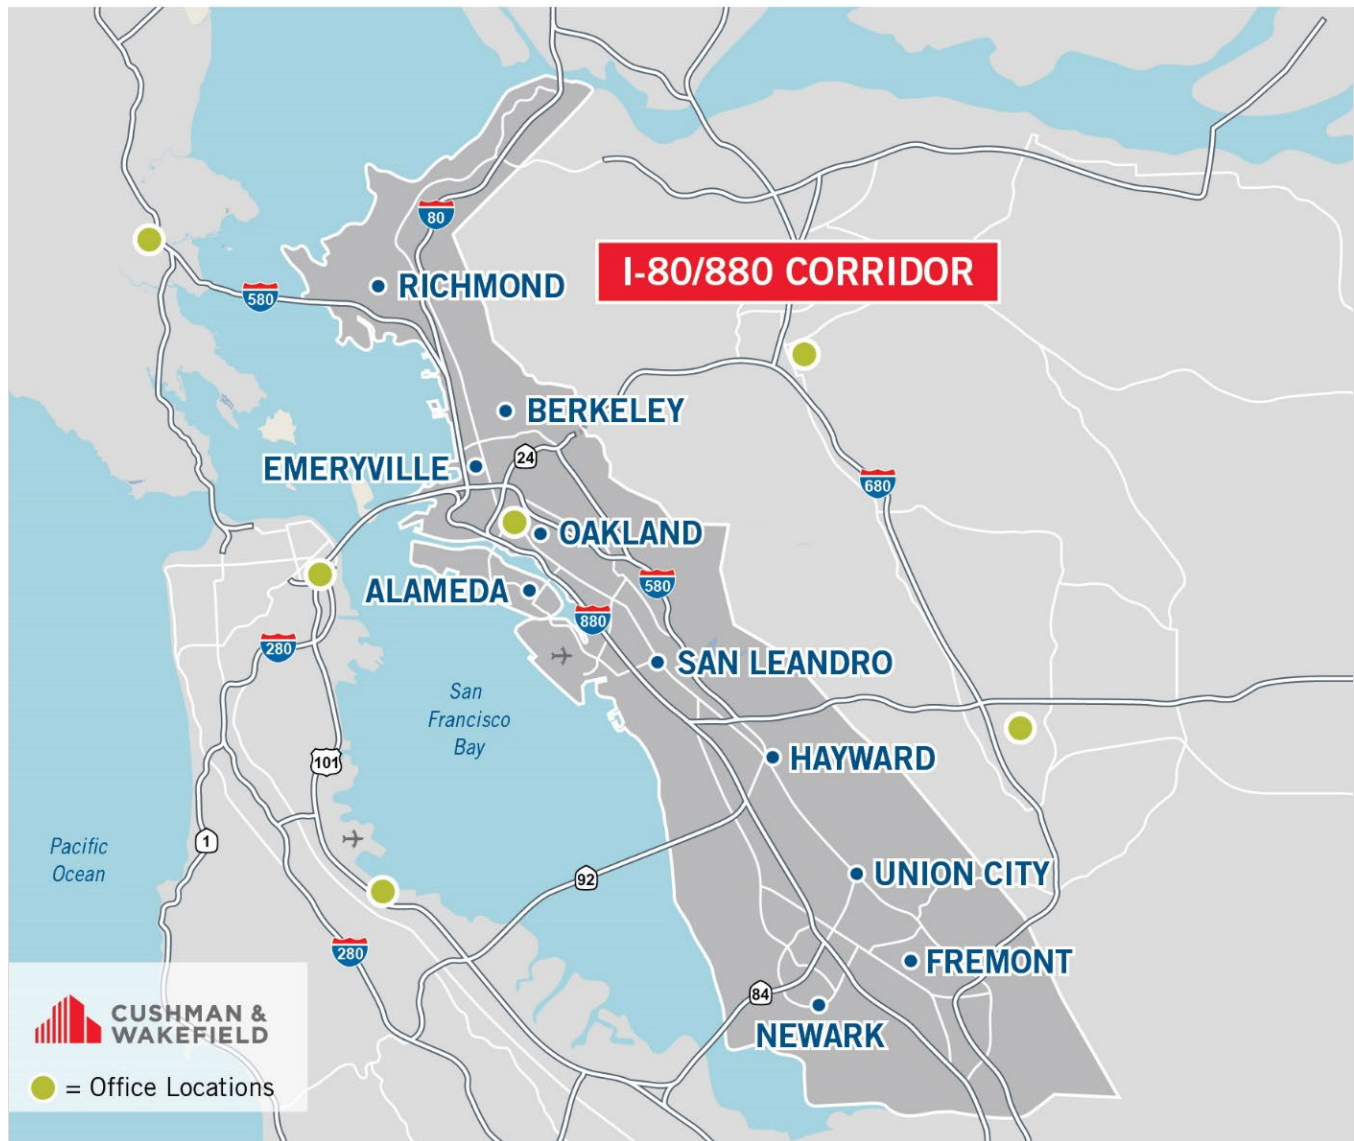 80
I-80/880 CORRIDOR
RICHMOND
580
BERKELEY
24
EMERYVILLE
680
OAKLAND
580
ALAMEDA
880
280
SAN LEANDRO
San
Francisco
Bay
101
HAYWARD
1
Pacific
Ocean
92
UNION CITY
280
FREMONT
84
NEWARK
CUSHMAN &
WAKEFIELD
= Office Locations